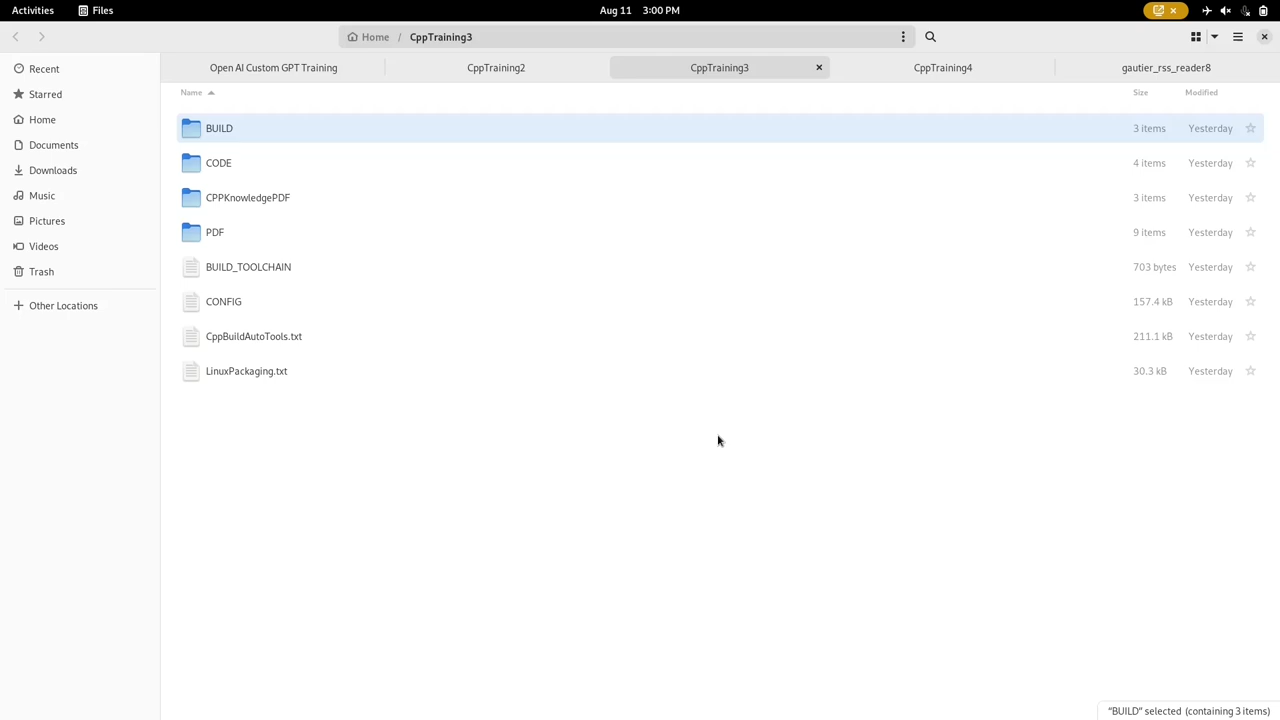 Activities Files Aug 11 3:00 PM
Home / CppTraining3
Open AI Custom GPT Training CppTraining2 CppTraining3 CppTraining4 gautier_rss_reader8
Recent
Starred
Home
Documents
Downloads
Music
Pictures
Videos
Trash
Other Locations
Name Size Modified
BUILD 3 items Yesterday
CODE 4 items Yesterday
CPPKnowledgePDF 3 items Yesterday
PDF 9 items Yesterday
BUILD_TOOLCHAIN 703 bytes Yesterday
CONFIG 157.4 kB Yesterday
CppBuildAutoTools.txt 211.1 kB Yesterday
LinuxPackaging.txt 30.3 kB Yesterday
“BUILD” selected (containing 3 items)